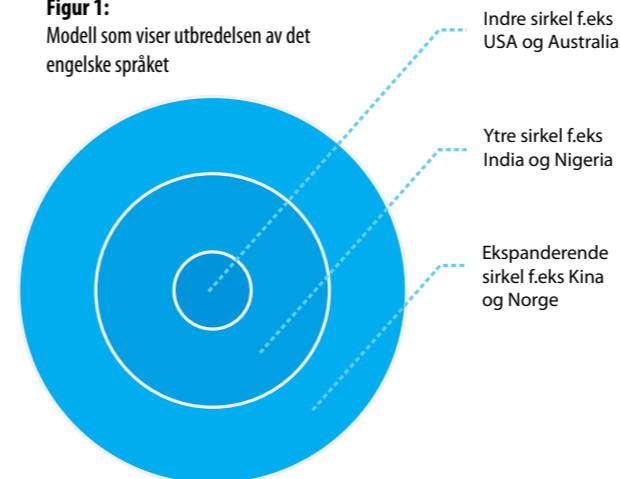 Figur 1:
Modell som viser utbredelsen av det
engelske språket
Indre sirkel f.eks
USA og Australia
Ytre sirkel f.eks
India og Nigeria
Ekspanderende
sirkel f.eks Kina
og Norge